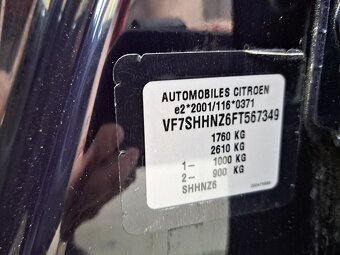 AUTOMOBILES CITROEN
e2*2001/116*0371
VF7SHHNZ6FT567349
1760 KG
2610 KG
1- 1000 KG
2- 900 KG
SHHNZ6